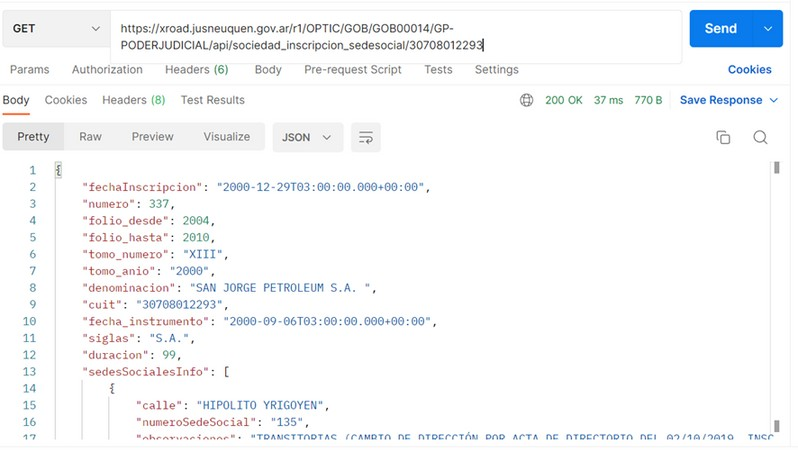 GET
https://xroad.jusneuquen.gov.ar/r1/OPTIC/GOB/GOB00014/GP-
PODERJUDICIAL/api/sociedad_inscripcion_sedesocial/30708012293
Send
Params Authorization Headers (6) Body Pre-request Script Tests Settings Cookies
Body Cookies Headers (8) Test Results 200 OK 37 ms 770 B Save Response
Pretty Raw Preview Visualize JSON
1 {
2 "fechaInscripcion": "2000-12-29T03:00:00.000+00:00",
3 "numero": 337,
4 "folio_desde": 2004,
5 "folio_hasta": 2010,
6 "tomo_numero": "XIII",
7 "tomo_anio": "2000",
8 "denominacion": "SAN JORGE PETROLEUM S.A. ",
9 "cuit": "30708012293",
10 "fecha_instrumento": "2000-09-06T03:00:00.000+00:00",
11 "siglas": "S.A.",
12 "duracion": 99,
13 "sedesSocialesInfo": [
14 {
15 "calle": "HIPOLITO YRIGOYEN",
16 "numeroSedeSocial": "135",
17 "observaciones": "TRANSITORIAS (CAMBIO DE DIRECCIÓN POR ACTA DE DIRECTORIO DEL 02/10/2019, INSC